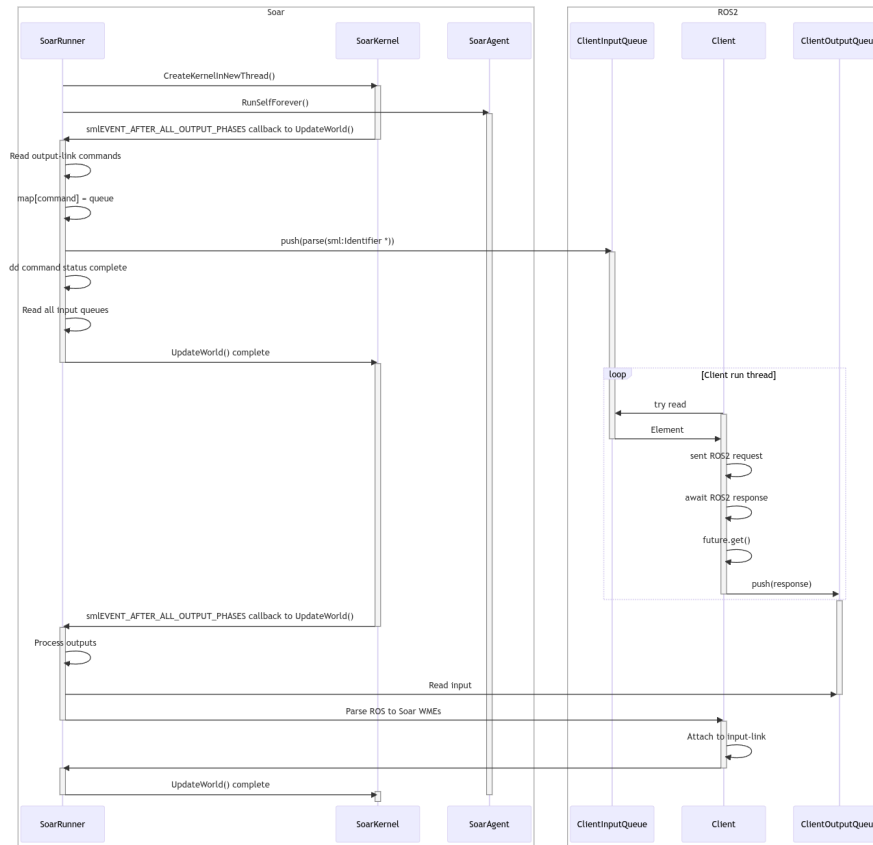 Soar
ROS2
SoarRunner
SoarKernel
SoarAgent
ClientInputQueue
Client
ClientOutputQueu
CreateKernelInNewThread()
RunSelfForever()
smlEVENT_AFTER_ALL_OUTPUT_PHASES callback to UpdateWorld()
Read output-link commands
map[command] = queue
push(parse(sml:Identifier *))
dd command status complete
Read all input queues
UpdateWorld() complete
loop
[Client run thread]
try read
Element
sent ROS2 request
await ROS2 response
future.get()
push(response)
smlEVENT_AFTER_ALL_OUTPUT_PHASES callback to UpdateWorld()
Process outputs
Read input
Parse ROS to Soar WMEs
Attach to input-link
UpdateWorld() complete
SoarRunner
SoarKernel
SoarAgent
ClientInputQueue
Client
ClientOutputQueu